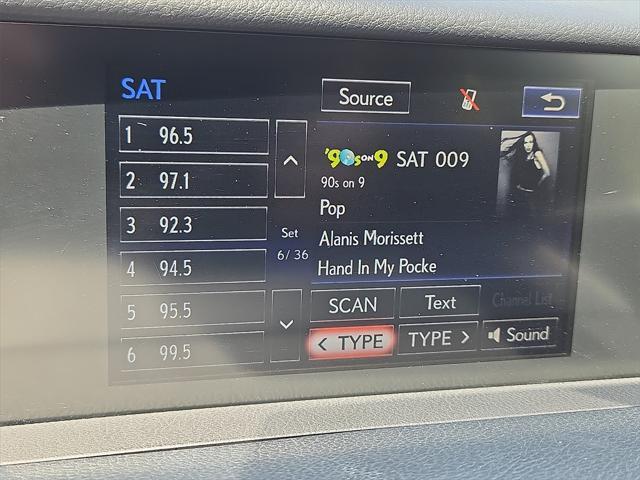 SAT
Source
1 96.5
2 97.1
3 92.3
4 94.5
5 95.5
6 99.5
Set
6/36
'90s ON 9 SAT 009
90s on 9
Pop
Alanis Morissett
Hand In My Pocke
SCAN
Text
Channel List
< TYPE
TYPE >
Sound